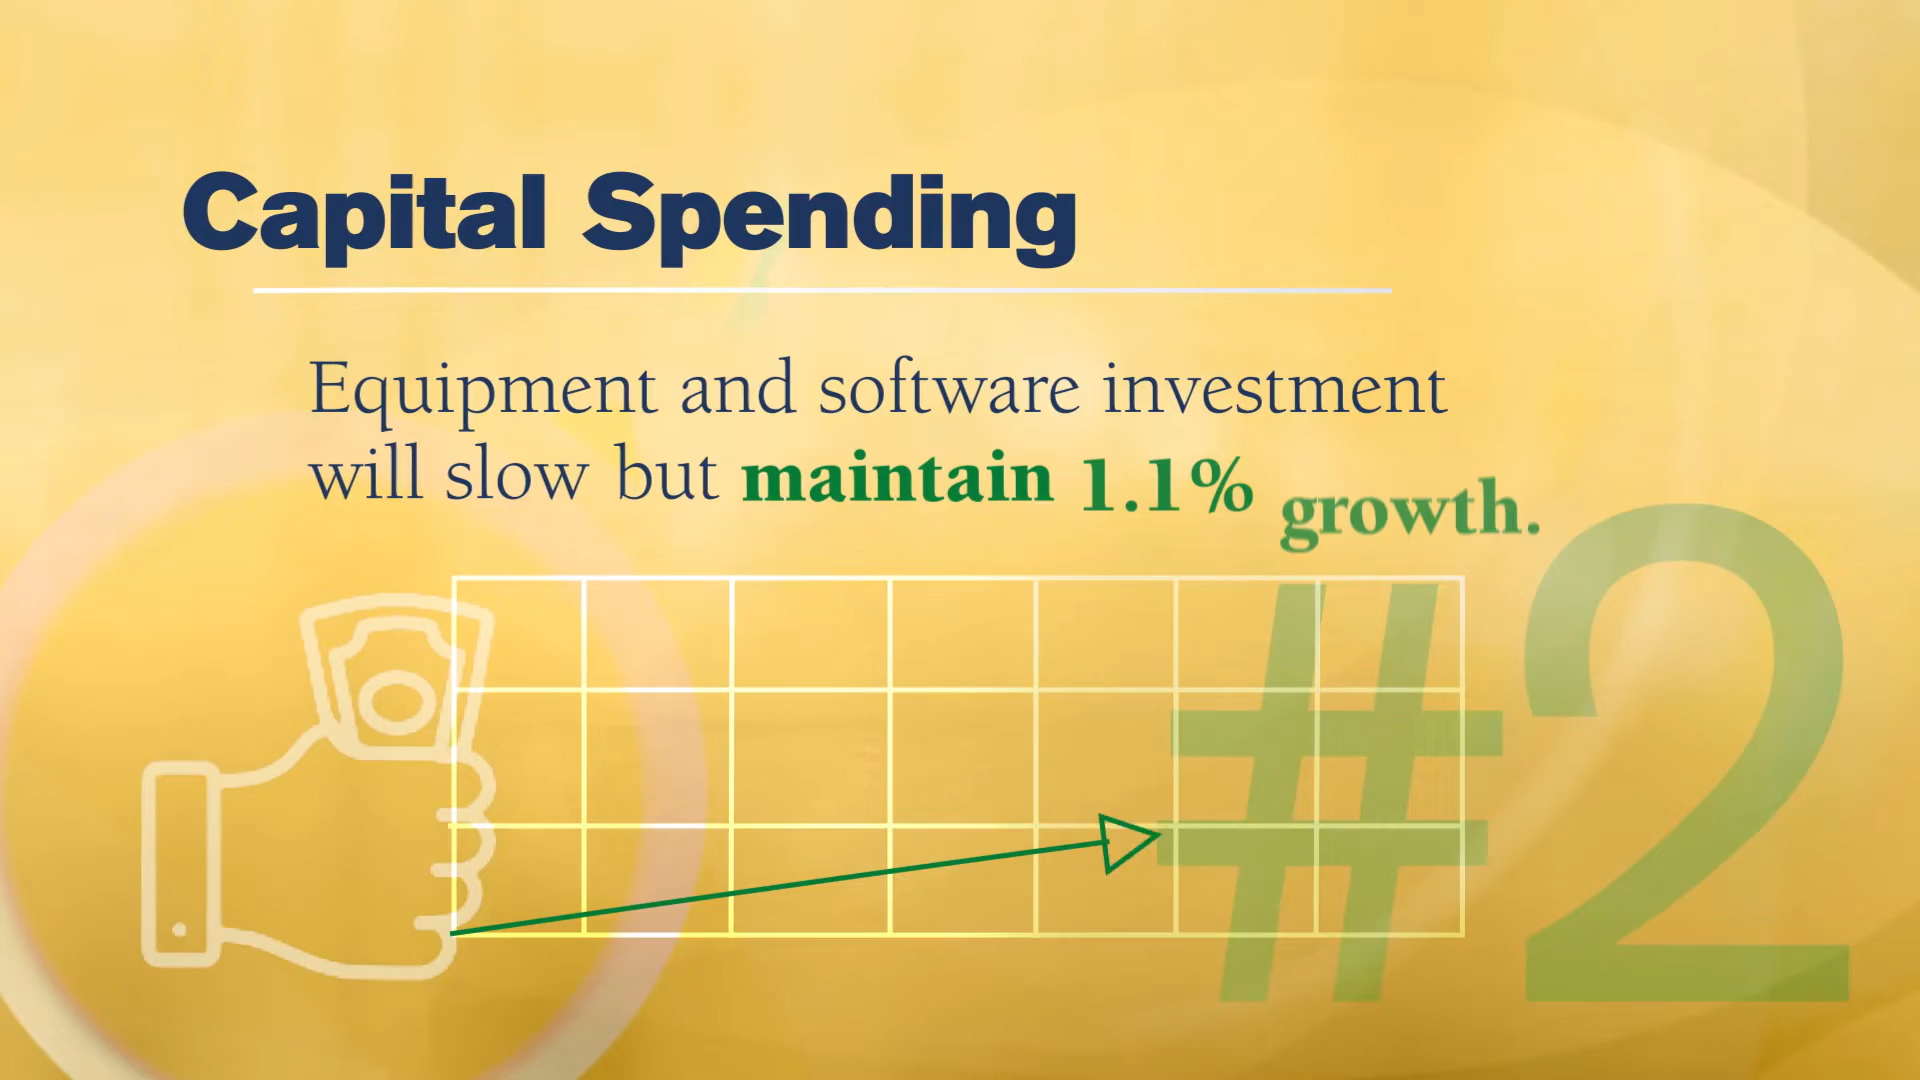 Capital Spending
Equipment and software investment
will slow but maintain 1.1% growth.
#2